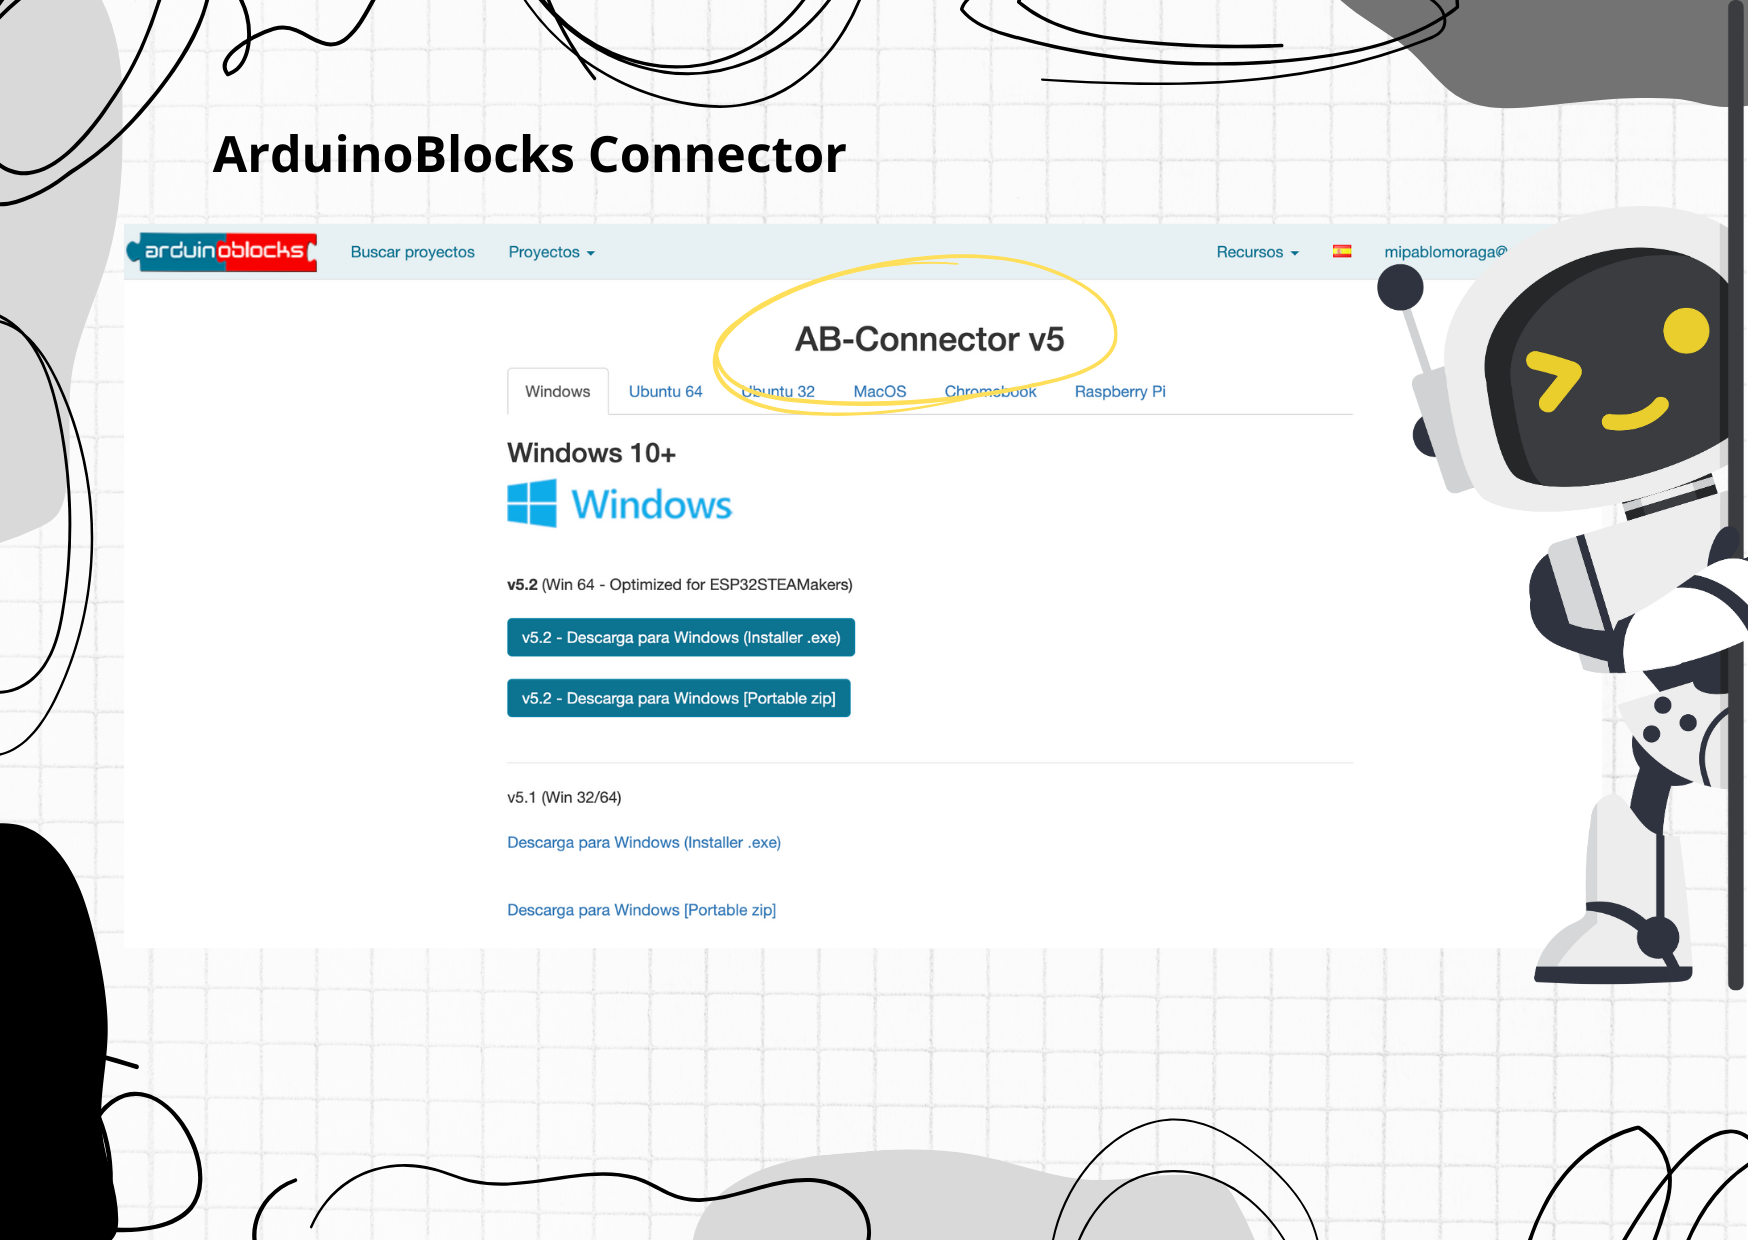 ArduinoBlocks Connector
arduinoblocks
Buscar proyectos
Proyectos
Recursos
mipablomoraga@
AB-Connector v5
Windows
Ubuntu 64
Ubuntu 32
MacOS
Chromebook
Raspberry Pi
Windows 10+
Windows
v5.2 (Win 64 - Optimized for ESP32STEAMakers)
v5.2 - Descarga para Windows (Installer .exe)
v5.2 - Descarga para Windows [Portable zip]
v5.1 (Win 32/64)
Descarga para Windows (Installer .exe)
Descarga para Windows [Portable zip]